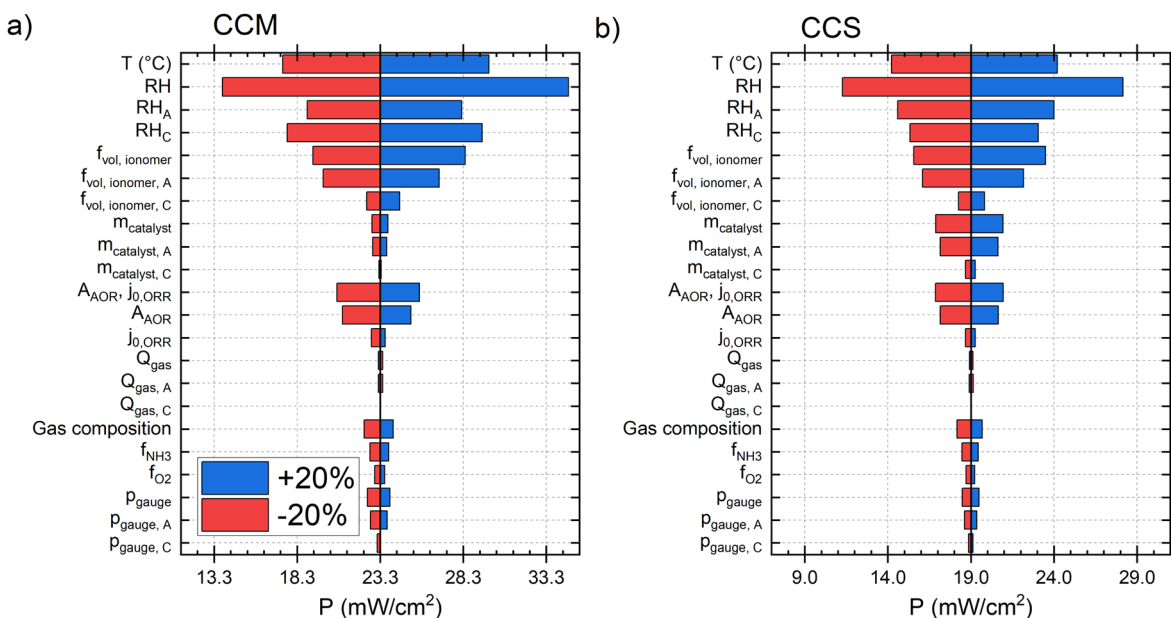 a) CCM
T (°C)
RH
RH_A
RH_C
f_vol, ionomer
f_vol, ionomer, A
f_vol, ionomer, C
m_catalyst
m_catalyst, A
m_catalyst, C
A_AOR, j_0,ORR
A_AOR
j_0,ORR
Q_gas
Q_gas, A
Q_gas, C
Gas composition
f_NH3
f_O2
p_gauge
p_gauge, A
p_gauge, C
+20%
-20%
13.3 18.3 23.3 28.3 33.3
P (mW/cm²)
b) CCS
T (°C)
RH
RH_A
RH_C
f_vol, ionomer
f_vol, ionomer, A
f_vol, ionomer, C
m_catalyst
m_catalyst, A
m_catalyst, C
A_AOR, j_0,ORR
A_AOR
j_0,ORR
Q_gas
Q_gas, A
Q_gas, C
Gas composition
f_NH3
f_O2
p_gauge
p_gauge, A
p_gauge, C
9.0 14.0 19.0 24.0 29.0
P (mW/cm²)